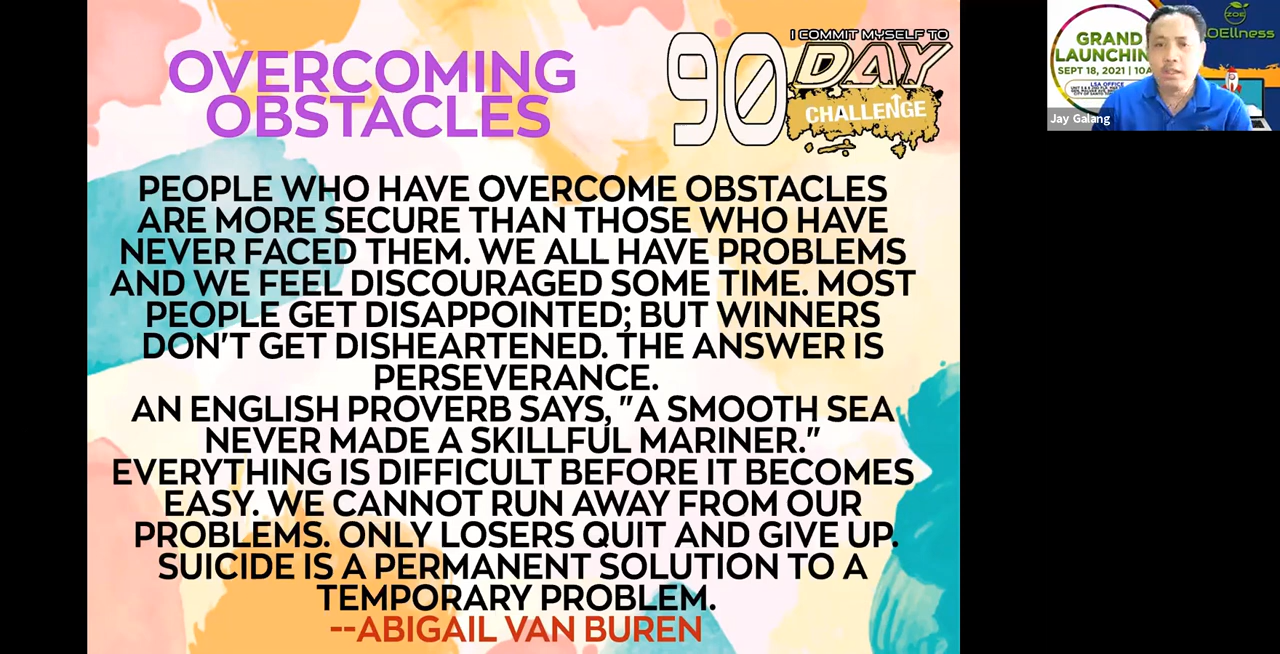 OVERCOMING
OBSTACLES
I COMMIT MYSELF TO
90 DAY
CHALLENGE
PEOPLE WHO HAVE OVERCOME OBSTACLES
ARE MORE SECURE THAN THOSE WHO HAVE
NEVER FACED THEM. WE ALL HAVE PROBLEMS
AND WE FEEL DISCOURAGED SOME TIME. MOST
PEOPLE GET DISAPPOINTED; BUT WINNERS
DON'T GET DISHEARTENED. THE ANSWER IS
PERSEVERANCE.
AN ENGLISH PROVERB SAYS, "A SMOOTH SEA
NEVER MADE A SKILLFUL MARINER."
EVERYTHING IS DIFFICULT BEFORE IT BECOMES
EASY. WE CANNOT RUN AWAY FROM OUR
PROBLEMS. ONLY LOSERS QUIT AND GIVE UP.
SUICIDE IS A PERMANENT SOLUTION TO A
TEMPORARY PROBLEM.
--ABIGAIL VAN BUREN
GRAND
LAUNCHIN
SEPT 18, 2021 | 10A
LSA OFFICE
ZOE
OEllness
Jay Galang